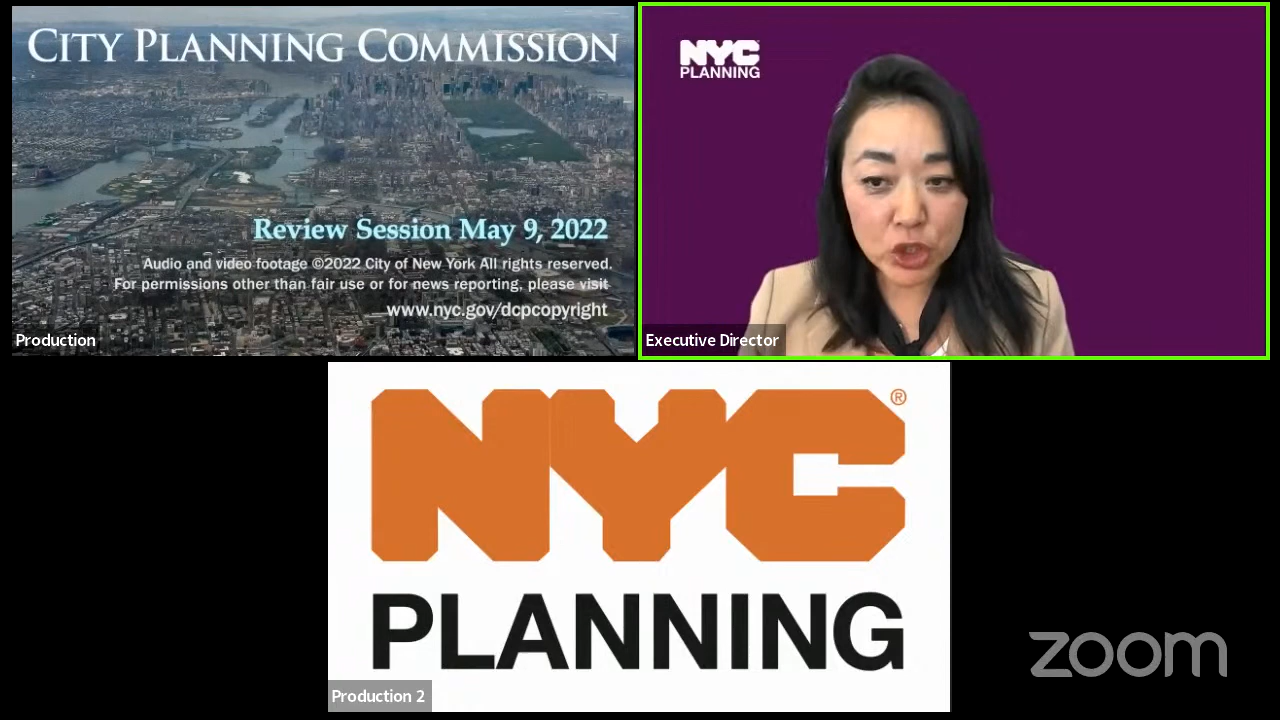 CITY PLANNING COMMISSION
Review Session May 9, 2022
Audio and video footage ©2022 City of New York All rights reserved.
For permissions other than fair use or for news reporting, please visit
www.nyc.gov/dcpcopyright
Production
NYC
PLANNING
Executive Director
NYC®
PLANNING
Production 2
zoom